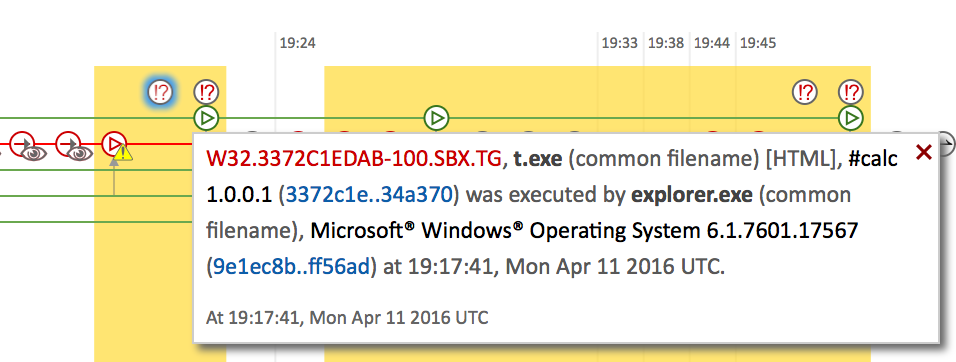 19:24 19:33 19:38 19:44 19:45
!? !? !? !?
W32.3372C1EDAB-100.SBX.TG, t.exe (common filename) [HTML], #calc
1.0.0.1 (3372c1e..34a370) was executed by explorer.exe (common
filename), Microsoft® Windows® Operating System 6.1.7601.17567
(9e1ec8b..ff56ad) at 19:17:41, Mon Apr 11 2016 UTC.
At 19:17:41, Mon Apr 11 2016 UTC